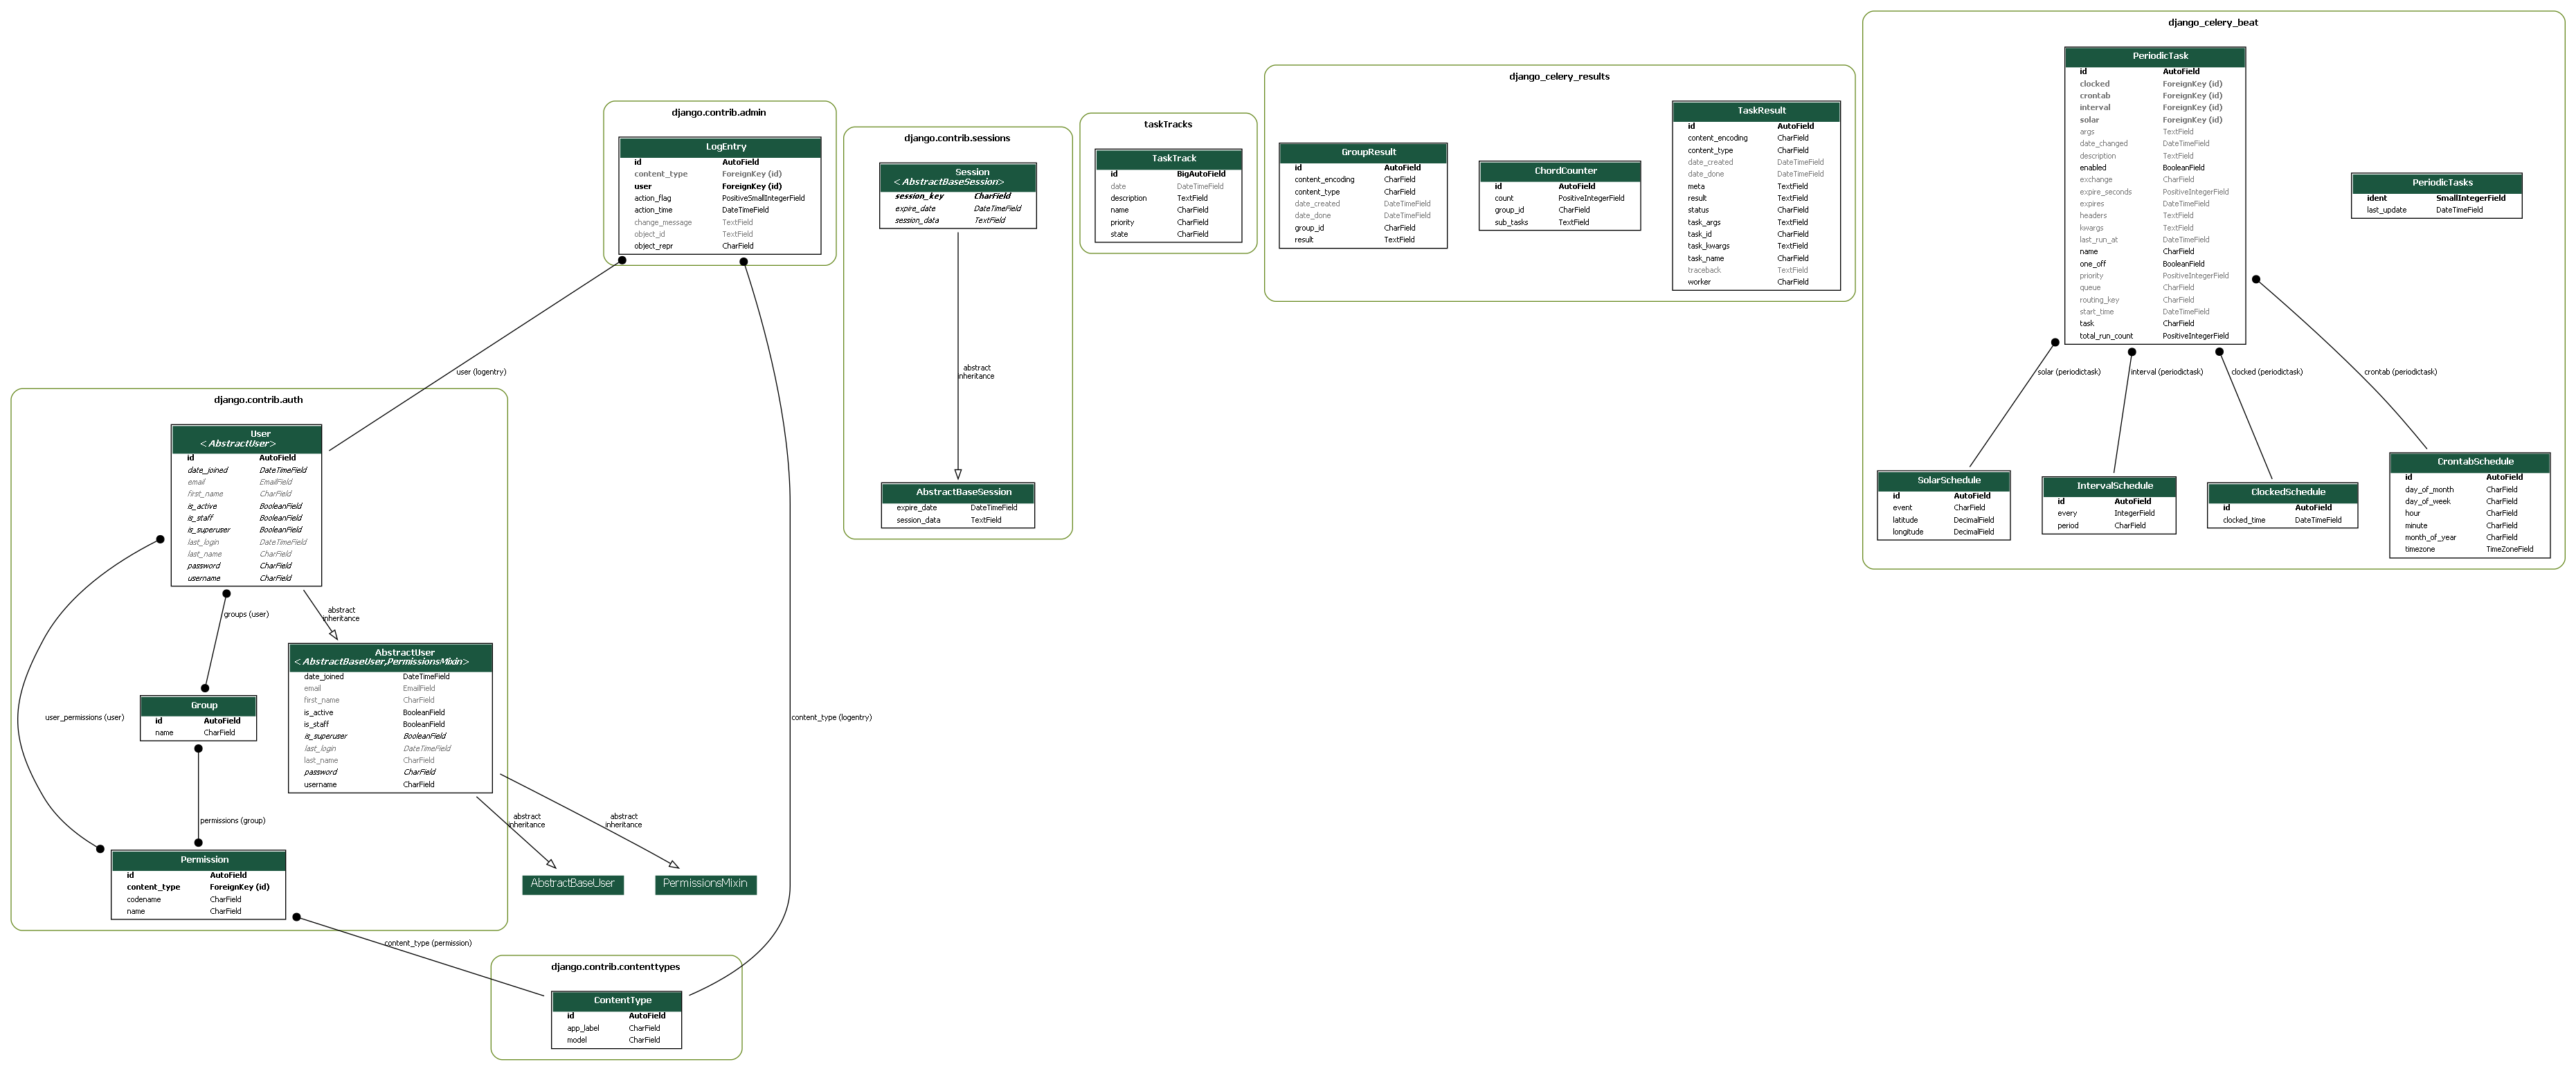 django.contrib.admin
LogEntry
id AutoField
content_type ForeignKey (id)
user ForeignKey (id)
action_flag PositiveSmallIntegerField
action_time DateTimeField
change_message TextField
object_id TextField
object_repr CharField
django.contrib.sessions
Session
<AbstractBaseSession>
session_key CharField
expire_date DateTimeField
session_data TextField
abstract
inheritance
AbstractBaseSession
expire_date DateTimeField
session_data TextField
taskTracks
TaskTrack
id BigAutoField
date DateTimeField
description TextField
name CharField
priority CharField
state CharField
django_celery_results
GroupResult
id AutoField
content_encoding CharField
content_type CharField
date_created DateTimeField
date_done DateTimeField
group_id CharField
result TextField
ChordCounter
id AutoField
count PositiveIntegerField
group_id CharField
sub_tasks TextField
TaskResult
id AutoField
content_encoding CharField
content_type CharField
date_created DateTimeField
date_done DateTimeField
meta TextField
result TextField
status CharField
task_args TextField
task_id CharField
task_kwargs TextField
task_name CharField
traceback TextField
worker CharField
django_celery_beat
PeriodicTask
id AutoField
clocked ForeignKey (id)
crontab ForeignKey (id)
interval ForeignKey (id)
solar ForeignKey (id)
args TextField
date_changed DateTimeField
description TextField
enabled BooleanField
exchange CharField
expire_seconds PositiveIntegerField
expires DateTimeField
headers TextField
kwargs TextField
last_run_at DateTimeField
name CharField
one_off BooleanField
priority PositiveIntegerField
queue CharField
routing_key CharField
start_time DateTimeField
task CharField
total_run_count PositiveIntegerField
PeriodicTasks
ident SmallIntegerField
last_update DateTimeField
solar (periodictask)
interval (periodictask)
clocked (periodictask)
crontab (periodictask)
SolarSchedule
id AutoField
event CharField
latitude DecimalField
longitude DecimalField
IntervalSchedule
id AutoField
every IntegerField
period CharField
ClockedSchedule
id AutoField
clocked_time DateTimeField
CrontabSchedule
id AutoField
day_of_month CharField
day_of_week CharField
hour CharField
minute CharField
month_of_year CharField
timezone TimeZoneField
user (logentry)
django.contrib.auth
User
<AbstractUser>
id AutoField
date_joined DateTimeField
email EmailField
first_name CharField
is_active BooleanField
is_staff BooleanField
is_superuser BooleanField
last_login DateTimeField
last_name CharField
password CharField
username CharField
groups (user)
abstract
inheritance
AbstractUser
<AbstractBaseUser,PermissionsMixin>
date_joined DateTimeField
email EmailField
first_name CharField
is_active BooleanField
is_staff BooleanField
is_superuser BooleanField
last_login DateTimeField
last_name CharField
password CharField
username CharField
user_permissions (user)
Group
id AutoField
name CharField
content_type (logentry)
permissions (group)
abstract
inheritance
abstract
inheritance
Permission
id AutoField
content_type ForeignKey (id)
codename CharField
name CharField
AbstractBaseUser
PermissionsMixin
content_type (permission)
django.contrib.contenttypes
ContentType
id AutoField
app_label CharField
model CharField